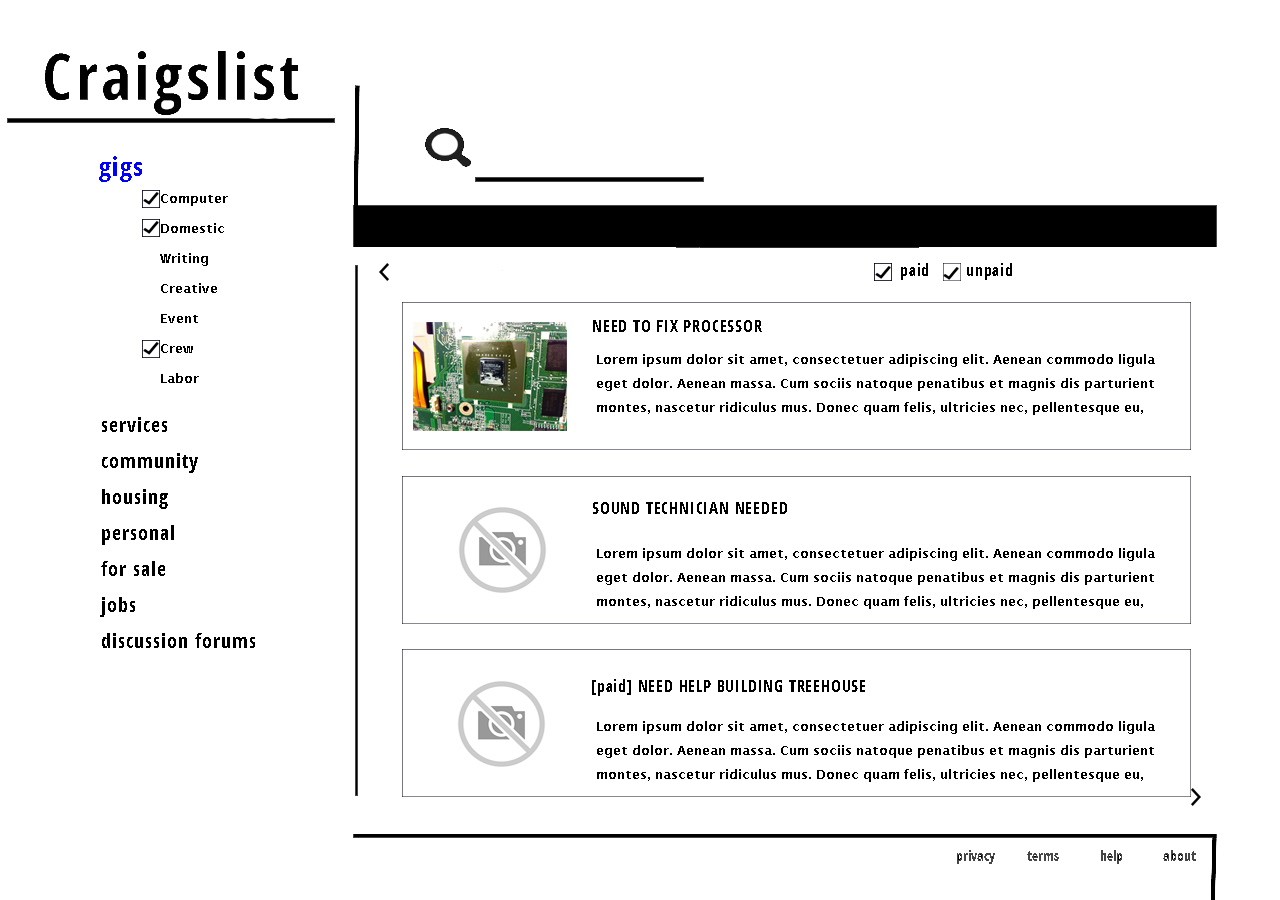 Craigslist
gigs
Computer
Domestic
Writing
Creative
Event
Crew
Labor
services
community
housing
personal
for sale
jobs
discussion forums
paid unpaid
NEED TO FIX PROCESSOR
Lorem ipsum dolor sit amet, consectetuer adipiscing elit. Aenean commodo ligula
eget dolor. Aenean massa. Cum sociis natoque penatibus et magnis dis parturient
montes, nascetur ridiculus mus. Donec quam felis, ultricies nec, pellentesque eu,
SOUND TECHNICIAN NEEDED
Lorem ipsum dolor sit amet, consectetuer adipiscing elit. Aenean commodo ligula
eget dolor. Aenean massa. Cum sociis natoque penatibus et magnis dis parturient
montes, nascetur ridiculus mus. Donec quam felis, ultricies nec, pellentesque eu,
[paid] NEED HELP BUILDING TREEHOUSE
Lorem ipsum dolor sit amet, consectetuer adipiscing elit. Aenean commodo ligula
eget dolor. Aenean massa. Cum sociis natoque penatibus et magnis dis parturient
montes, nascetur ridiculus mus. Donec quam felis, ultricies nec, pellentesque eu,
privacy terms help about